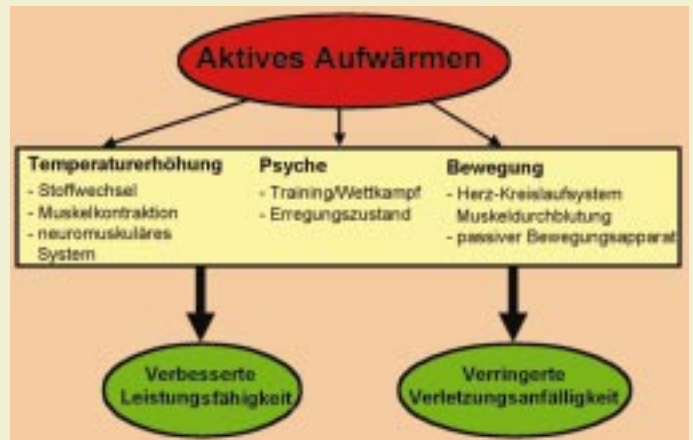 Aktives Aufwärmen
Temperaturerhöhung
- Stoffwechsel
- Muskelkontraktion
- neuromuskuläres
System
Psyche
- Training/Wettkampf
- Erregungszustand
Bewegung
- Herz-Kreislaufsystem
Muskeldurchblutung
- passiver Bewegungsapparat
Verbesserte
Leistungsfähigkeit
Verringerte
Verletzungsanfälligkeit